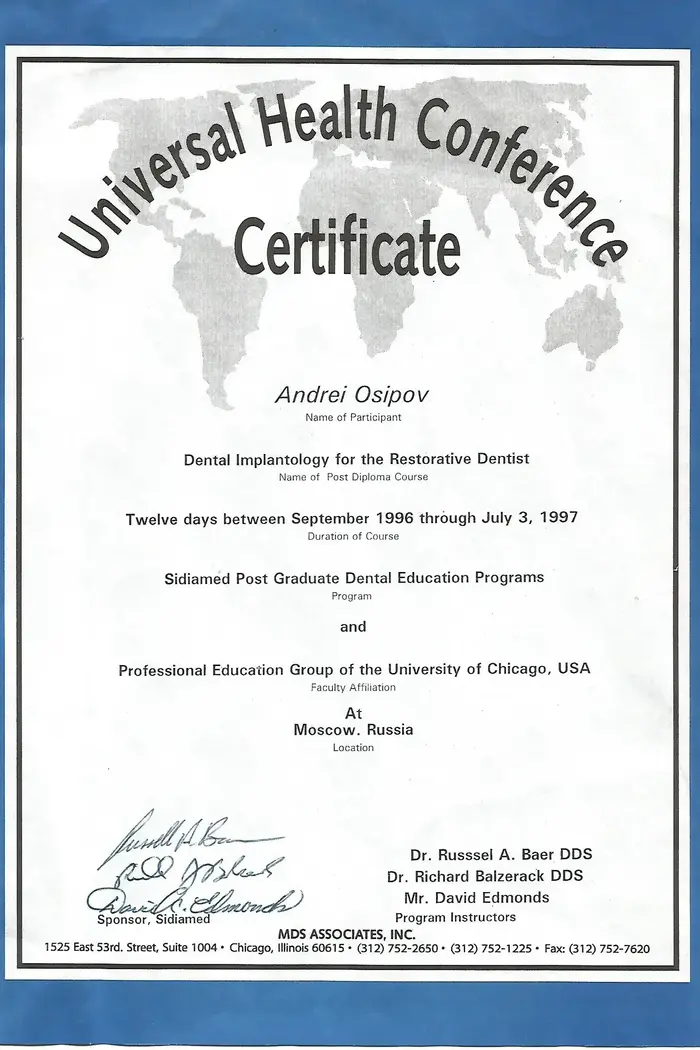 Universal Health Conference
Certificate
Andrei Osipov
Name of Participant
Dental Implantology for the Restorative Dentist
Name of Post Diploma Course
Twelve days between September 1996 through July 3, 1997
Duration of Course
Sidiamed Post Graduate Dental Education Programs
Program
and
Professional Education Group of the University of Chicago, USA
Faculty Affiliation
At
Moscow. Russia
Location
Russell A. Baer
David C. Edmonds
Sponsor, Sidiamed
Dr. Russsel A. Baer DDS
Dr. Richard Balzerack DDS
Mr. David Edmonds
Program Instructors
MDS ASSOCIATES, INC.
1525 East 53rd. Street, Suite 1004 • Chicago, Illinois 60615 • (312) 752-2650 • (312) 752-1225 • Fax: (312) 752-7620